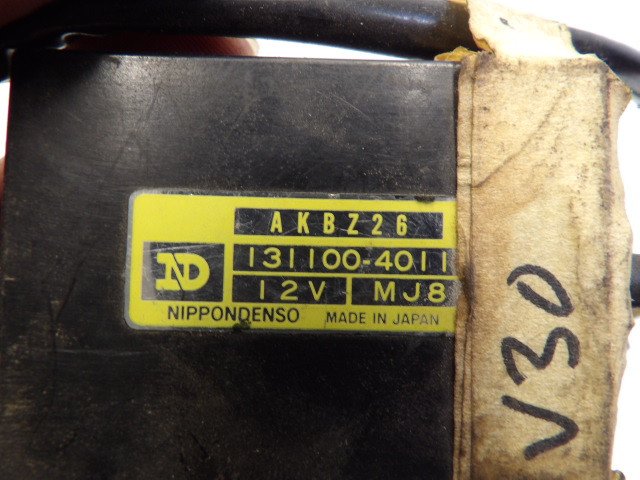 AKBZ26
ND
131100-4011
12V MJ8
NIPPONDENSO MADE IN JAPAN
V30